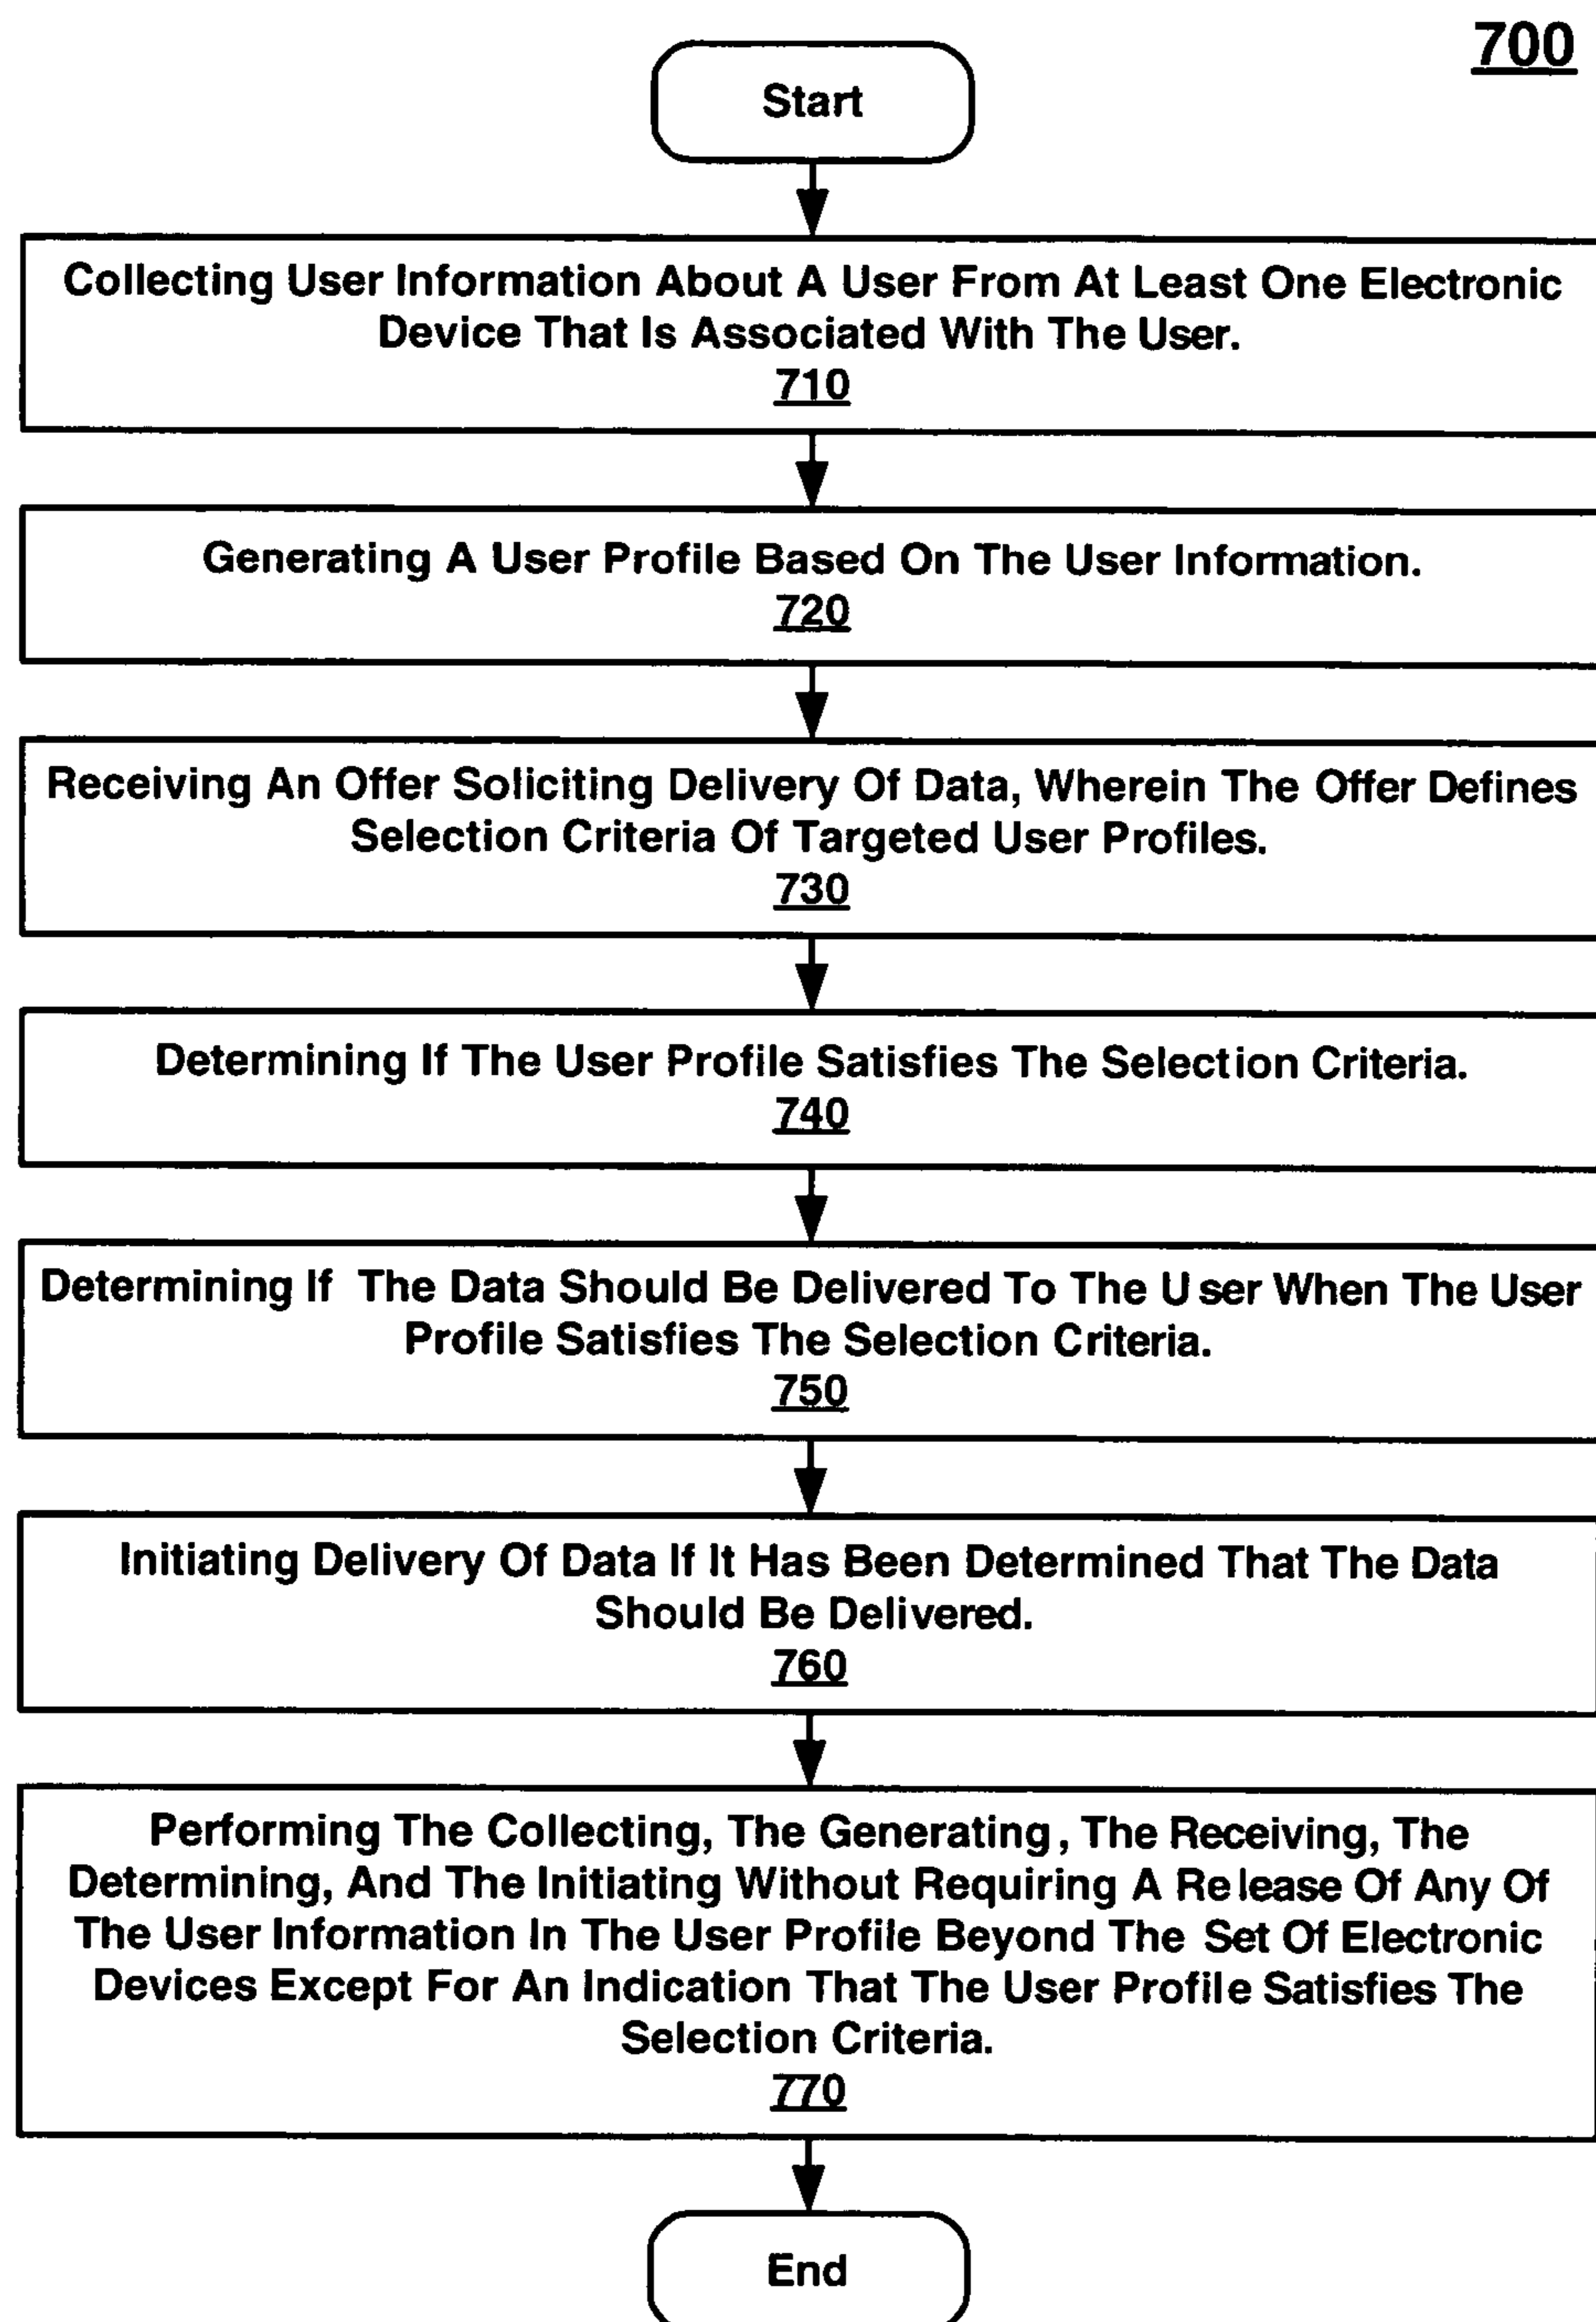 700
Start
Collecting User Information About A User From At Least One Electronic
Device That Is Associated With The User.
710
Generating A User Profile Based On The User Information.
720
Receiving An Offer Soliciting Delivery Of Data, Wherein The Offer Defines
Selection Criteria Of Targeted User Profiles.
730
Determining If The User Profile Satisfies The Selection Criteria.
740
Determining If The Data Should Be Delivered To The User When The User
Profile Satisfies The Selection Criteria.
750
Initiating Delivery Of Data If It Has Been Determined That The Data
Should Be Delivered.
760
Performing The Collecting, The Generating, The Receiving, The
Determining, And The Initiating Without Requiring A Release Of Any Of
The User Information In The User Profile Beyond The Set Of Electronic
Devices Except For An Indication That The User Profile Satisfies The
Selection Criteria.
770
End